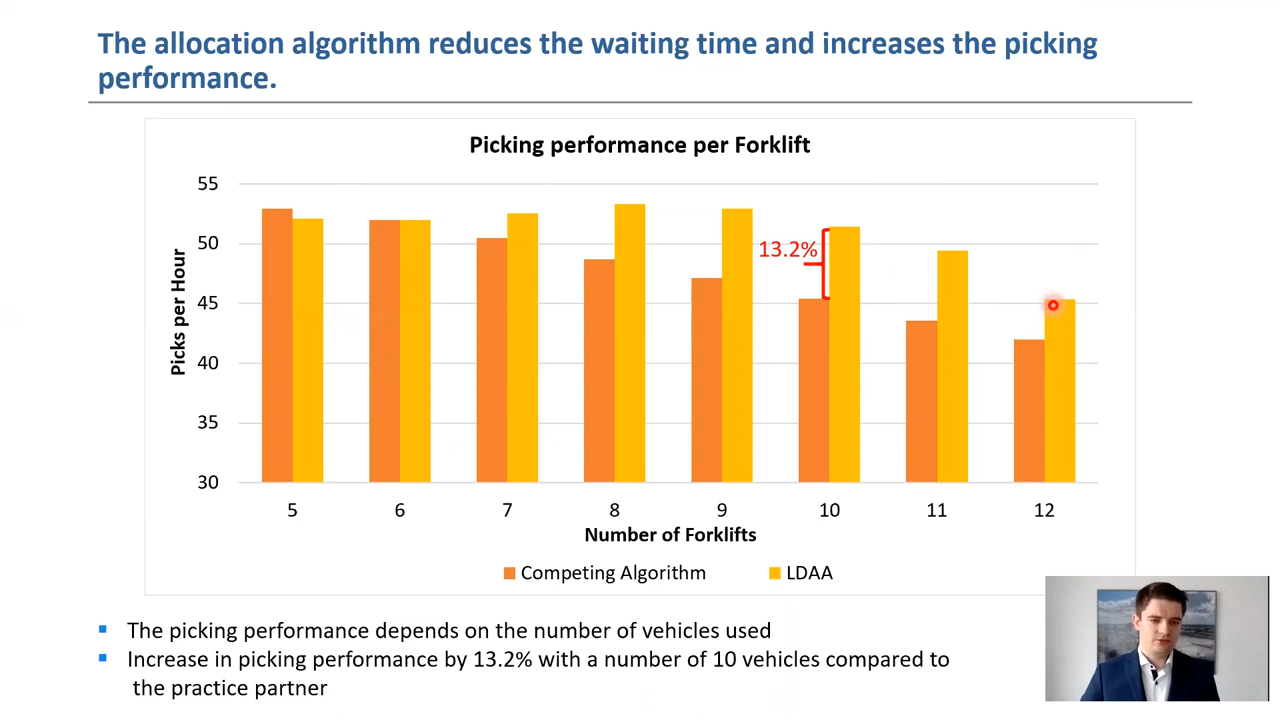 The allocation algorithm reduces the waiting time and increases the picking
performance.
Picking performance per Forklift
Picks per Hour
55
50
45
40
35
30
13.2%
5 6 7 8 9 10 11 12
Number of Forklifts
Competing Algorithm LDAA
The picking performance depends on the number of vehicles used
Increase in picking performance by 13.2% with a number of 10 vehicles compared to
the practice partner